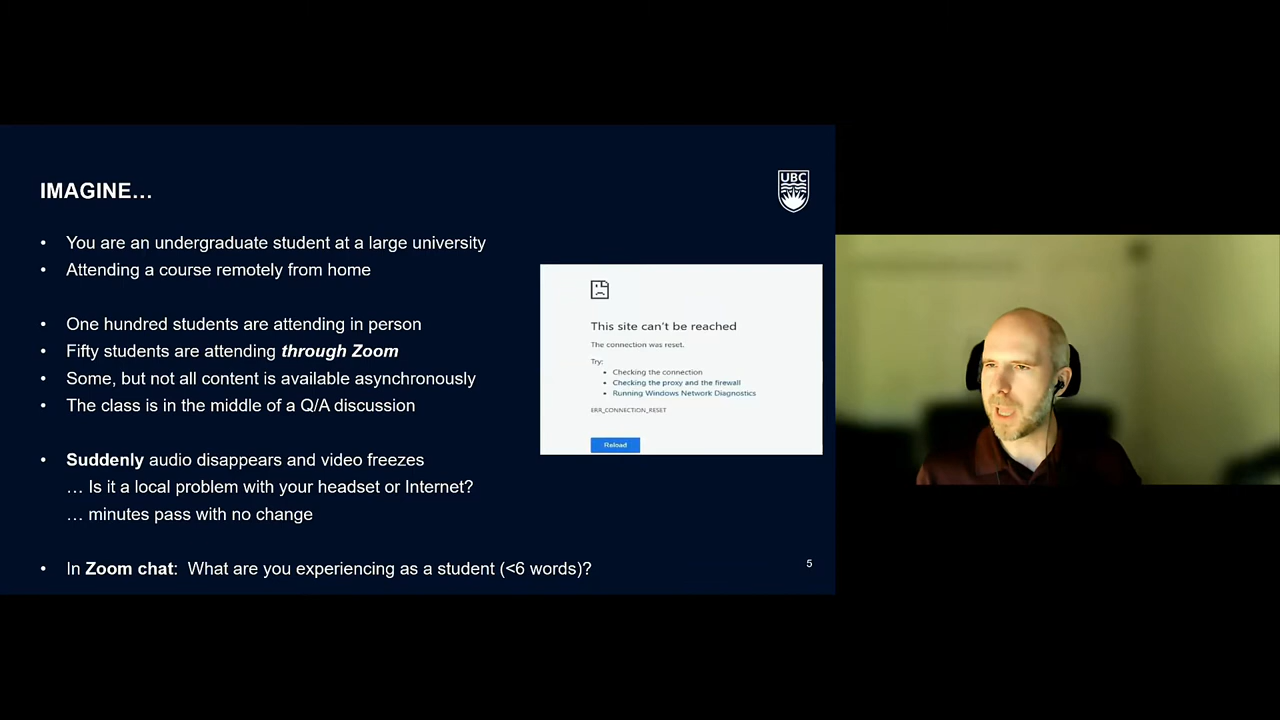 IMAGINE…
UBC
• You are an undergraduate student at a large university
• Attending a course remotely from home
• One hundred students are attending in person
• Fifty students are attending through Zoom
• Some, but not all content is available asynchronously
• The class is in the middle of a Q/A discussion
• Suddenly audio disappears and video freezes
… Is it a local problem with your headset or Internet?
… minutes pass with no change
• In Zoom chat: What are you experiencing as a student (<6 words)?
This site can't be reached
The connection was reset.
Try:
• Checking the connection
• Checking the proxy and the firewall
• Running Windows Network Diagnostics
ERR_CONNECTION_RESET
Reload
5